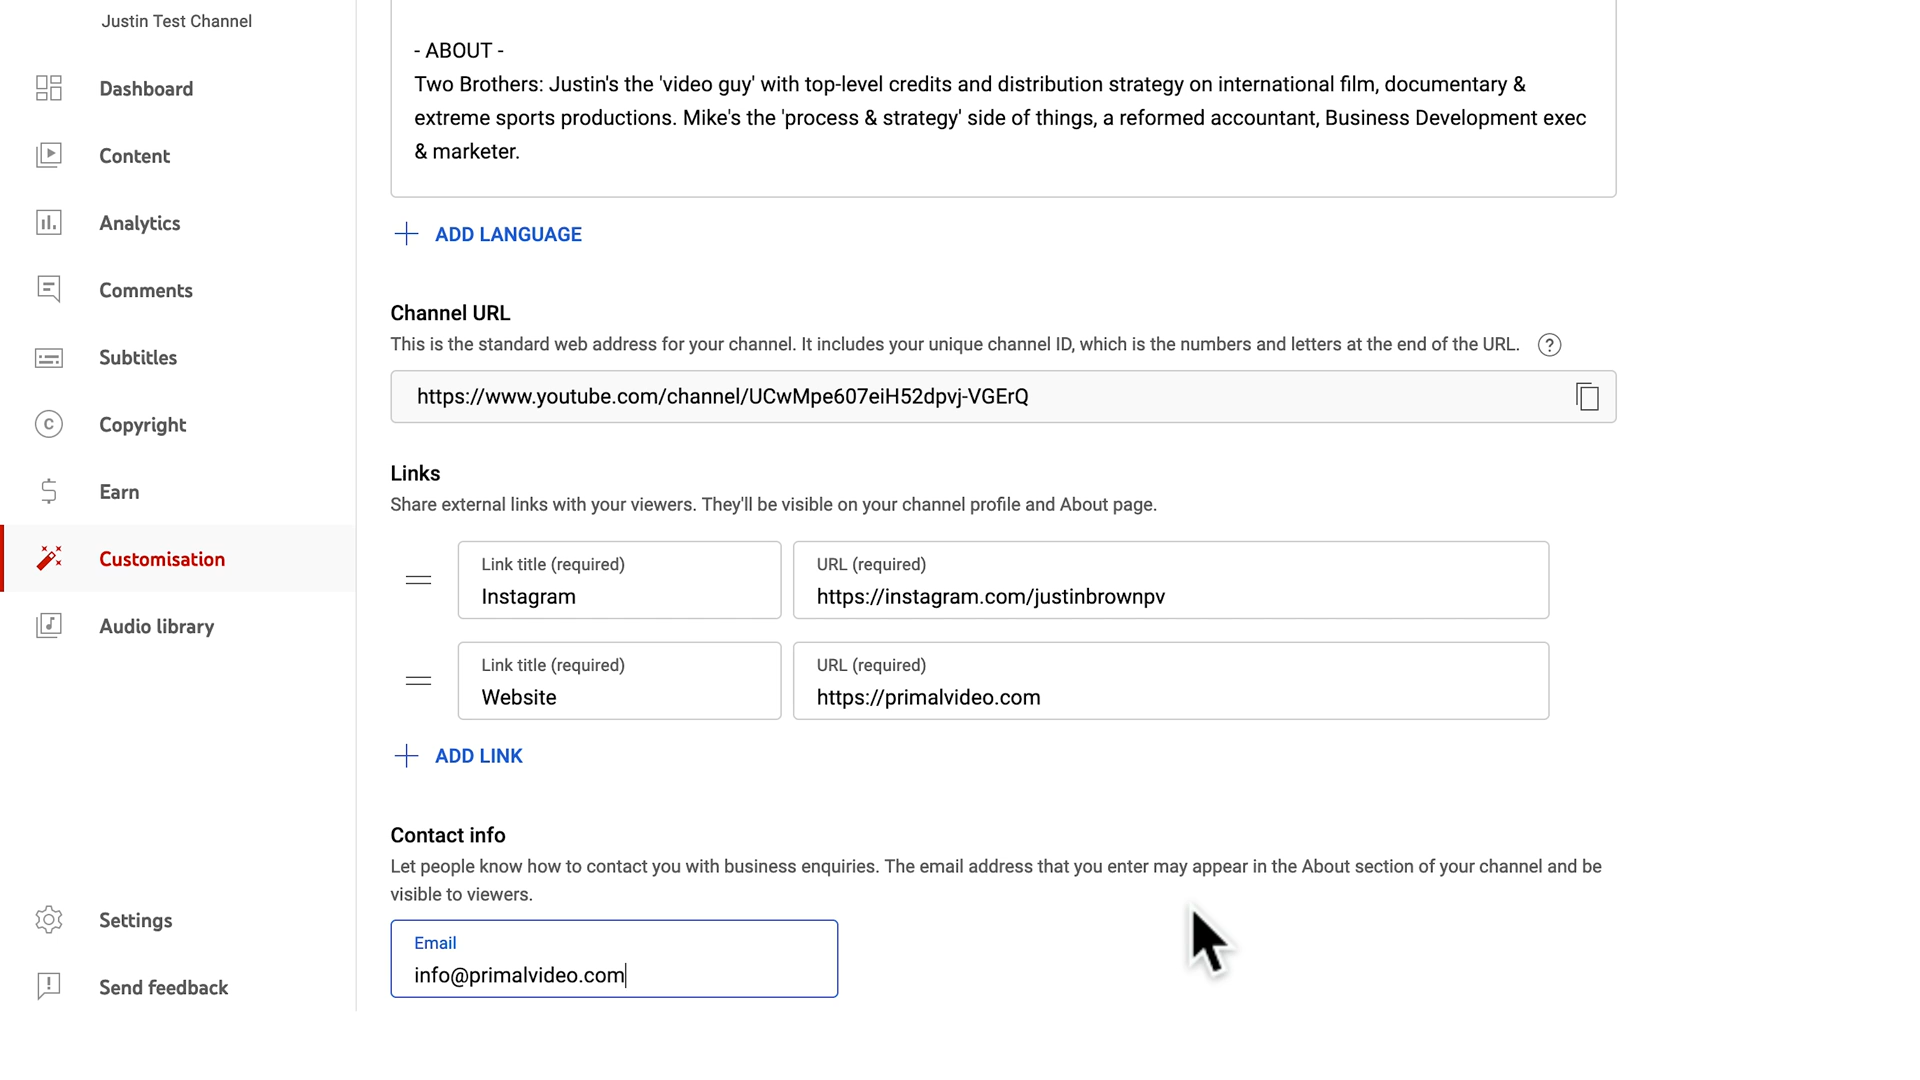 Justin Test Channel
Dashboard
Content
Analytics
Comments
Subtitles
Copyright
Earn
Customisation
Audio library
Settings
Send feedback
- ABOUT -
Two Brothers: Justin's the 'video guy' with top-level credits and distribution strategy on international film, documentary &
extreme sports productions. Mike's the 'process & strategy' side of things, a reformed accountant, Business Development exec
& marketer.
ADD LANGUAGE
Channel URL
This is the standard web address for your channel. It includes your unique channel ID, which is the numbers and letters at the end of the URL.
https://www.youtube.com/channel/UCwMpe607eiH52dpvj-VGErQ
Links
Share external links with your viewers. They'll be visible on your channel profile and About page.
Link title (required)
Instagram
URL (required)
https://instagram.com/justinbrownpv
Link title (required)
Website
URL (required)
https://primalvideo.com
ADD LINK
Contact info
Let people know how to contact you with business enquiries. The email address that you enter may appear in the About section of your channel and be
visible to viewers.
Email
info@primalvideo.com